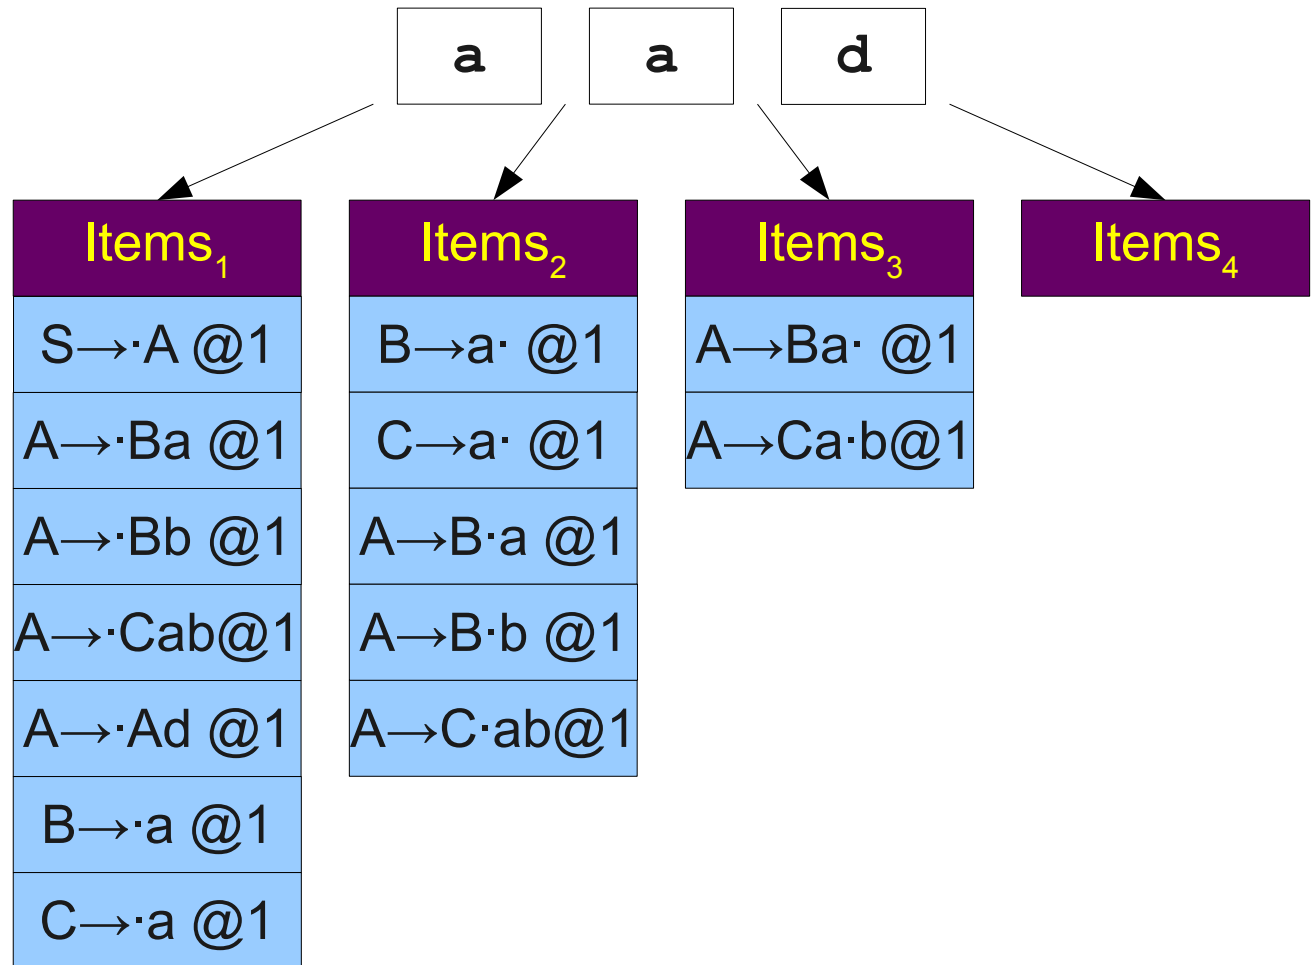 a a d
Items₁ Items₂ Items₃ Items₄
S→·A @1 B→a· @1 A→Ba· @1
A→·Ba @1 C→a· @1 A→Ca·b@1
A→·Bb @1 A→B·a @1
A→·Cab@1 A→B·b @1
A→·Ad @1 A→C·ab@1
B→·a @1
C→·a @1